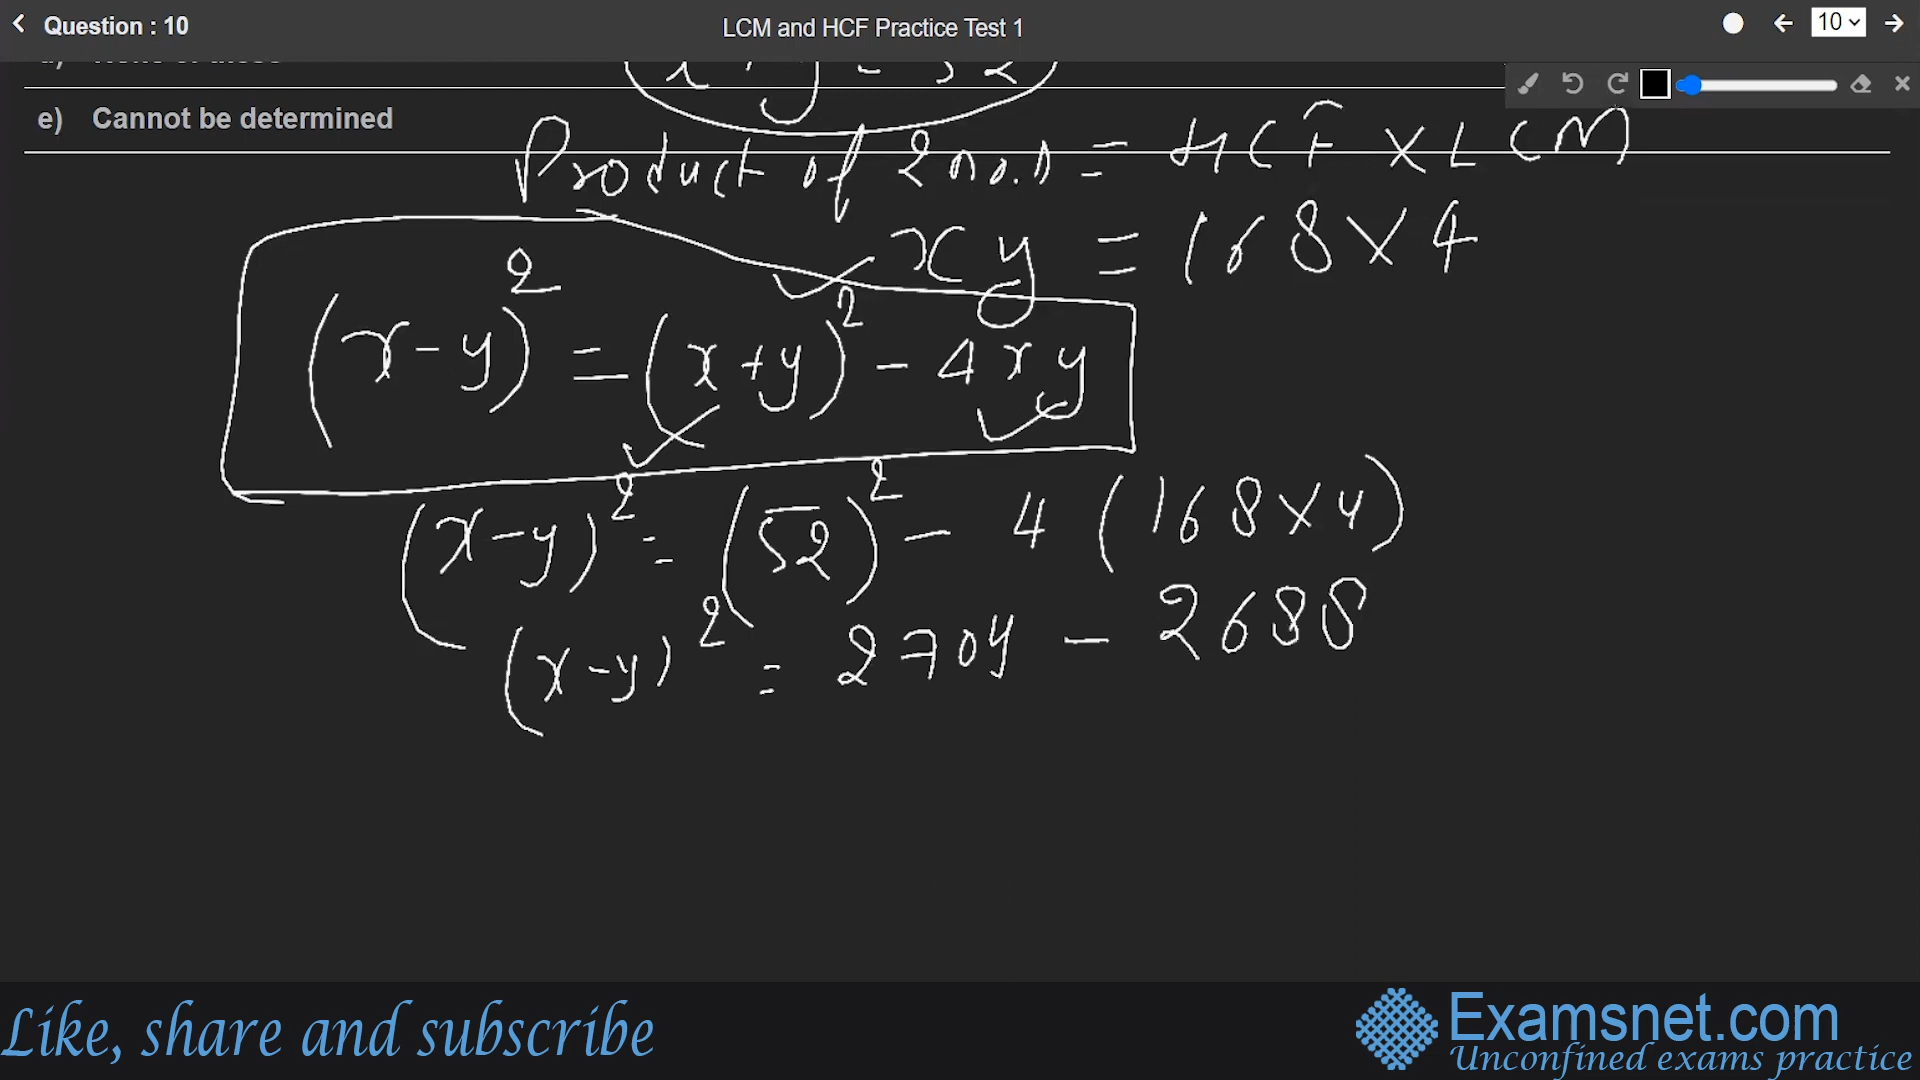 Question : 10
LCM and HCF Practice Test 1
10
x + y = 52
e) Cannot be determined
Product of 2 no.s = HCF X LCM
xy = 168 X 4
(x-y)² = (x+y)² - 4xy
(x-y)² = (52)² - 4 (168 X 4)
(x-y)² = 2704 - 2688
Like, share and subscribe
Examsnet.com
Unconfined exams practice